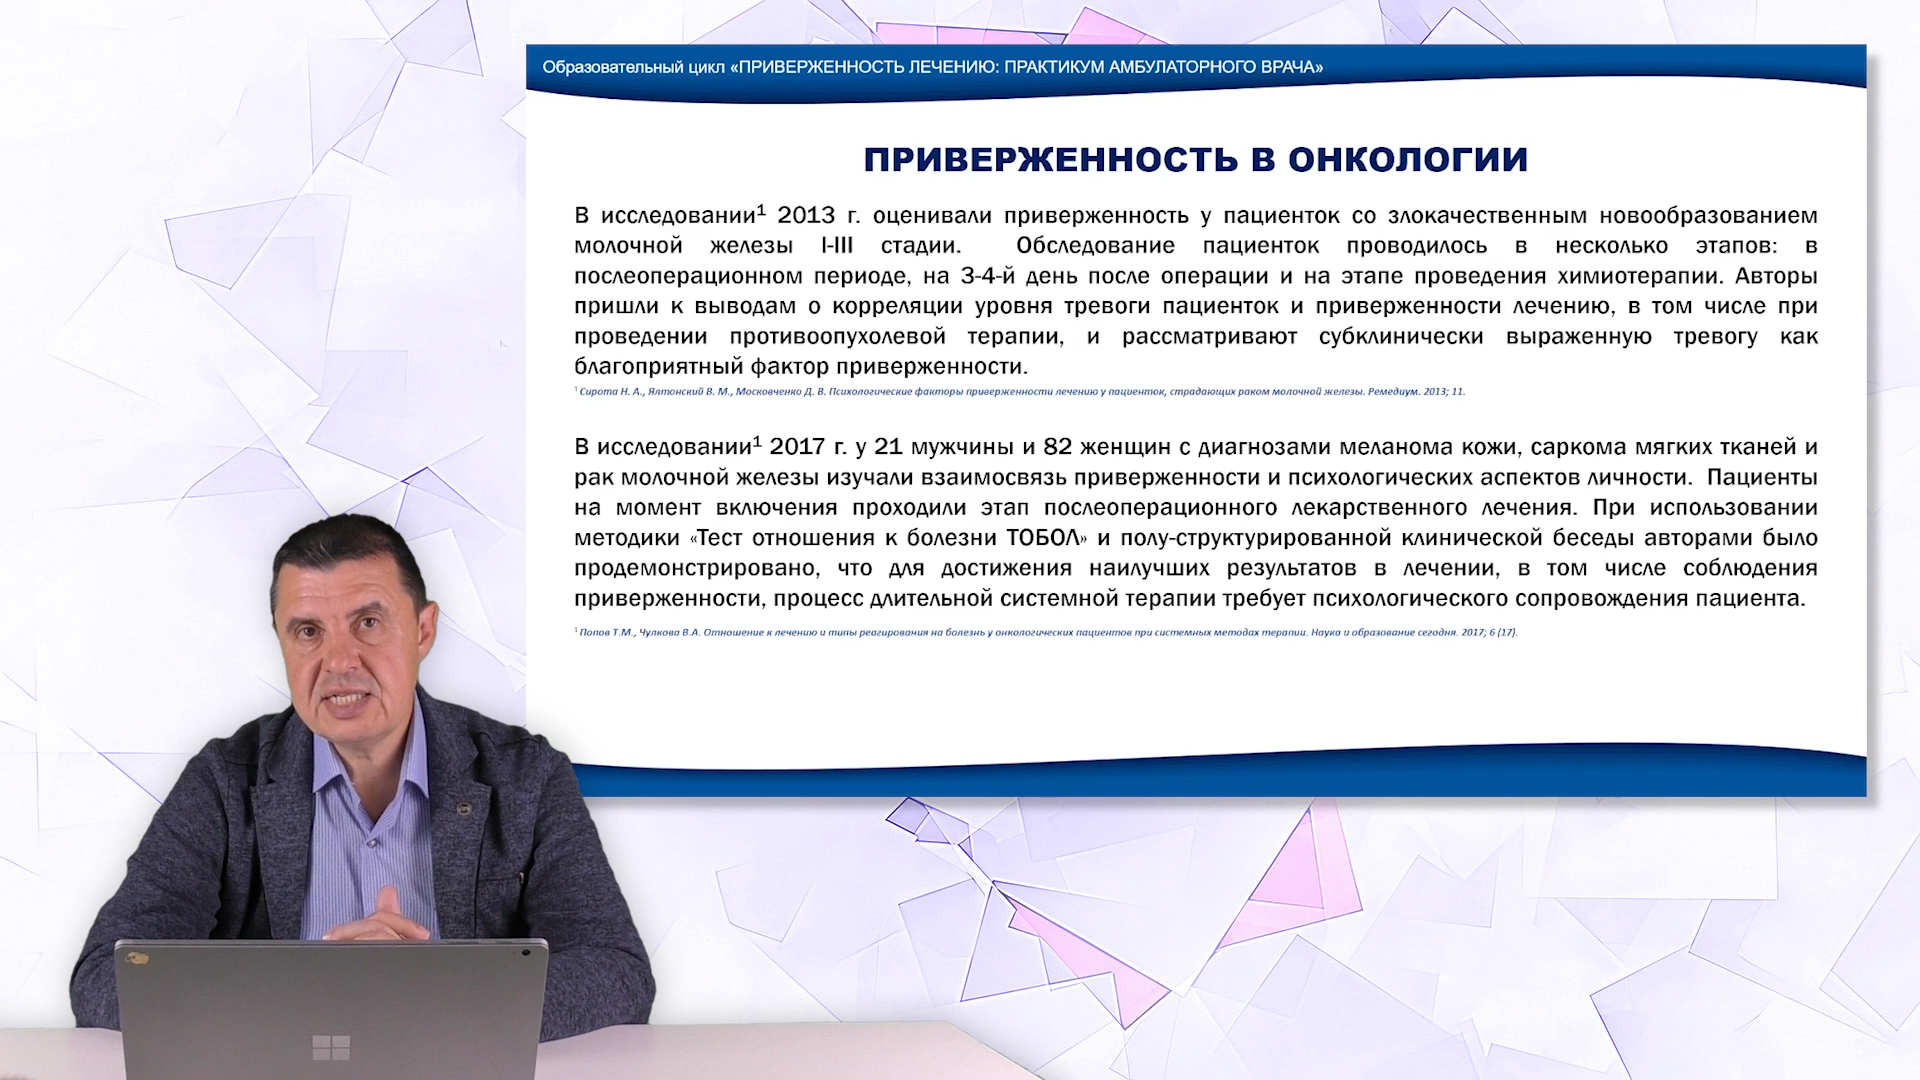 Образовательный цикл «ПРИВЕРЖЕННОСТЬ ЛЕЧЕНИЮ: ПРАКТИКУМ АМБУЛАТОРНОГО ВРАЧА»
ПРИВЕРЖЕННОСТЬ В ОНКОЛОГИИ
В исследовании¹ 2013 г. оценивали приверженность у пациенток со злокачественным новообразованием
молочной железы I-III стадии. Обследование пациенток проводилось в несколько этапов: в
послеоперационном периоде, на 3-4-й день после операции и на этапе проведения химиотерапии. Авторы
пришли к выводам о корреляции уровня тревоги пациенток и приверженности лечению, в том числе при
проведении противоопухолевой терапии, и рассматривают субклинически выраженную тревогу как
благоприятный фактор приверженности.
¹ Сирота Н. А., Ялтонский В. М., Московченко Д. В. Психологические факторы приверженности лечению у пациенток, страдающих раком молочной железы. Ремедиум. 2013; 11.
В исследовании¹ 2017 г. у 21 мужчины и 82 женщин с диагнозами меланома кожи, саркома мягких тканей и
рак молочной железы изучали взаимосвязь приверженности и психологических аспектов личности. Пациенты
на момент включения проходили этап послеоперационного лекарственного лечения. При использовании
методики «Тест отношения к болезни ТОБОЛ» и полу-структурированной клинической беседы авторами было
продемонстрировано, что для достижения наилучших результатов в лечении, в том числе соблюдения
приверженности, процесс длительной системной терапии требует психологического сопровождения пациента.
¹ Попов Т.М., Чулкова В.А. Отношение к лечению и типы реагирования на болезнь у онкологических пациентов при системных методах терапии. Наука и образование сегодня. 2017; 6 (17).